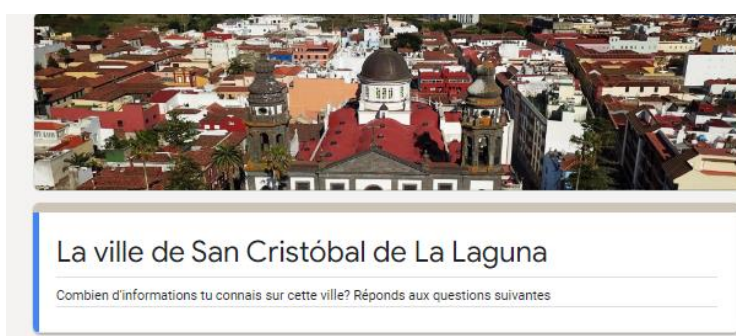 La ville de San Cristóbal de La Laguna
Combien d'informations tu connais sur cette ville? Réponds aux questions suivantes